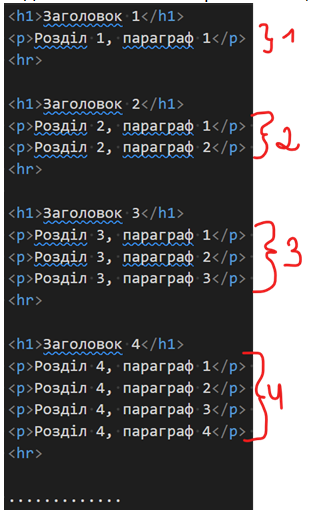 <h1>Заголовок 1</h1>
<p>Розділ 1, параграф 1</p> 1
<hr>
<h1>Заголовок 2</h1>
<p>Розділ 2, параграф 1</p>
<p>Розділ 2, параграф 2</p> 2
<hr>
<h1>Заголовок 3</h1>
<p>Розділ 3, параграф 1</p>
<p>Розділ 3, параграф 2</p> 3
<p>Розділ 3, параграф 3</p>
<hr>
<h1>Заголовок 4</h1>
<p>Розділ 4, параграф 1</p>
<p>Розділ 4, параграф 2</p> 4
<p>Розділ 4, параграф 3</p>
<p>Розділ 4, параграф 4</p>
<hr>
.............